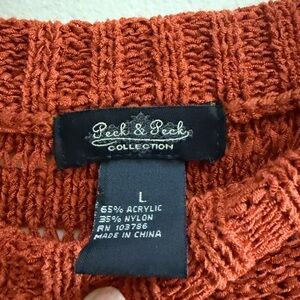 Peck & Peck
COLLECTION
L
65% ACRYLIC
35% NYLON
RN 103786
MADE IN CHINA